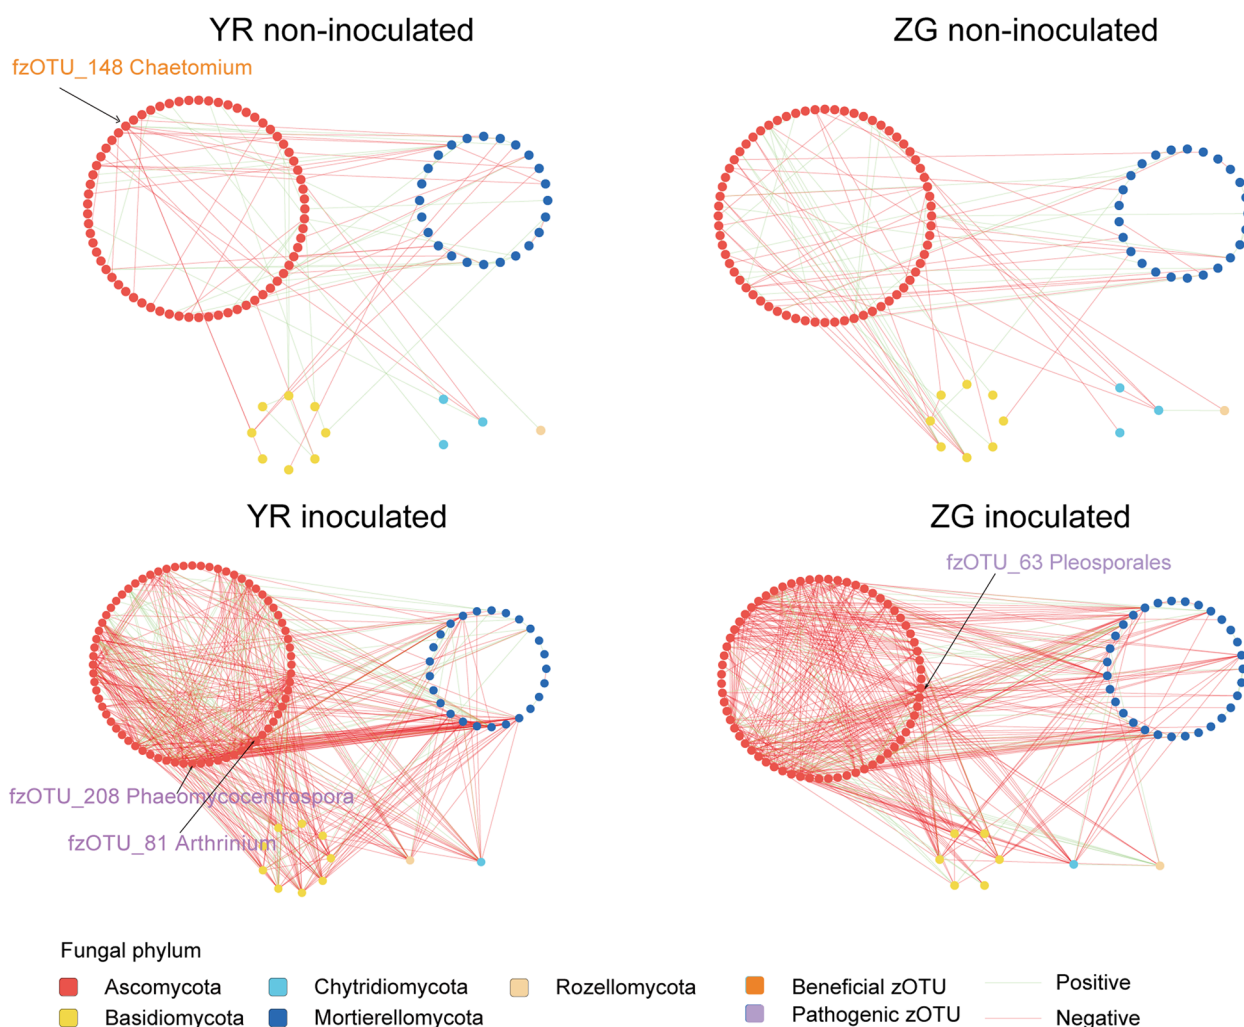 YR non-inoculated
ZG non-inoculated
fzOTU_148 Chaetomium
YR inoculated
ZG inoculated
fzOTU_63 Pleosporales
fzOTU_208 Phaeomycocentrospora
fzOTU_81 Arthrinium
Fungal phylum
Ascomycota
Chytridiomycota
Rozellomycota
Beneficial zOTU
Positive
Basidiomycota
Mortierellomycota
Pathogenic zOTU
Negative